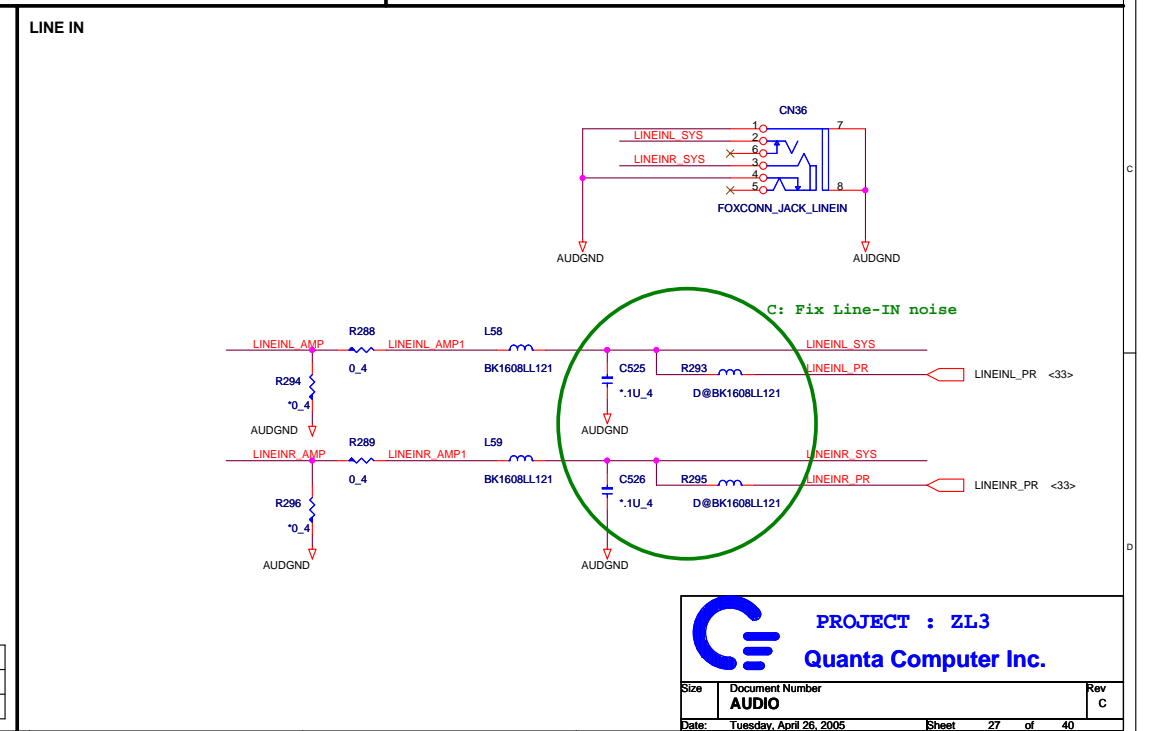 LINE IN
CN36
1
7
LINEINL_SYS
2
6
LINEINR_SYS
3
4
5
8
FOXCONN_JACK_LINEIN
C
AUDGND
AUDGND
C: Fix Line-IN noise
LINEINL_AMP
R288
LINEINL_AMP1
L58
LINEINL_SYS
0_4
BK1608LL121
C525
R293
LINEINL_PR
LINEINL_PR <33>
R294
*.1U_4
D@BK1608LL121
*0_4
AUDGND
AUDGND
LINEINR_AMP
R289
LINEINR_AMP1
L59
LINEINR_SYS
0_4
BK1608LL121
C526
R295
LINEINR_PR
LINEINR_PR <33>
R296
*.1U_4
D@BK1608LL121
*0_4
D
AUDGND
AUDGND
PROJECT : ZL3
Quanta Computer Inc.
Size
Document Number
Rev
AUDIO
C
Date:
Tuesday, April 26, 2005
Sheet 27 of 40